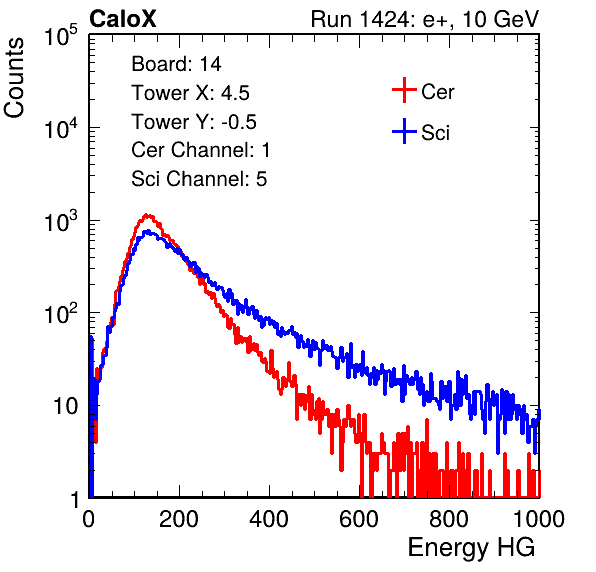 CaloX Run 1424: e+, 10 GeV
Counts
Board: 14
Tower X: 4.5
Tower Y: -0.5
Cer Channel: 1
Sci Channel: 5
Cer
Sci
10^5
10^4
10^3
10^2
10
1
0 200 400 600 800 1000
Energy HG